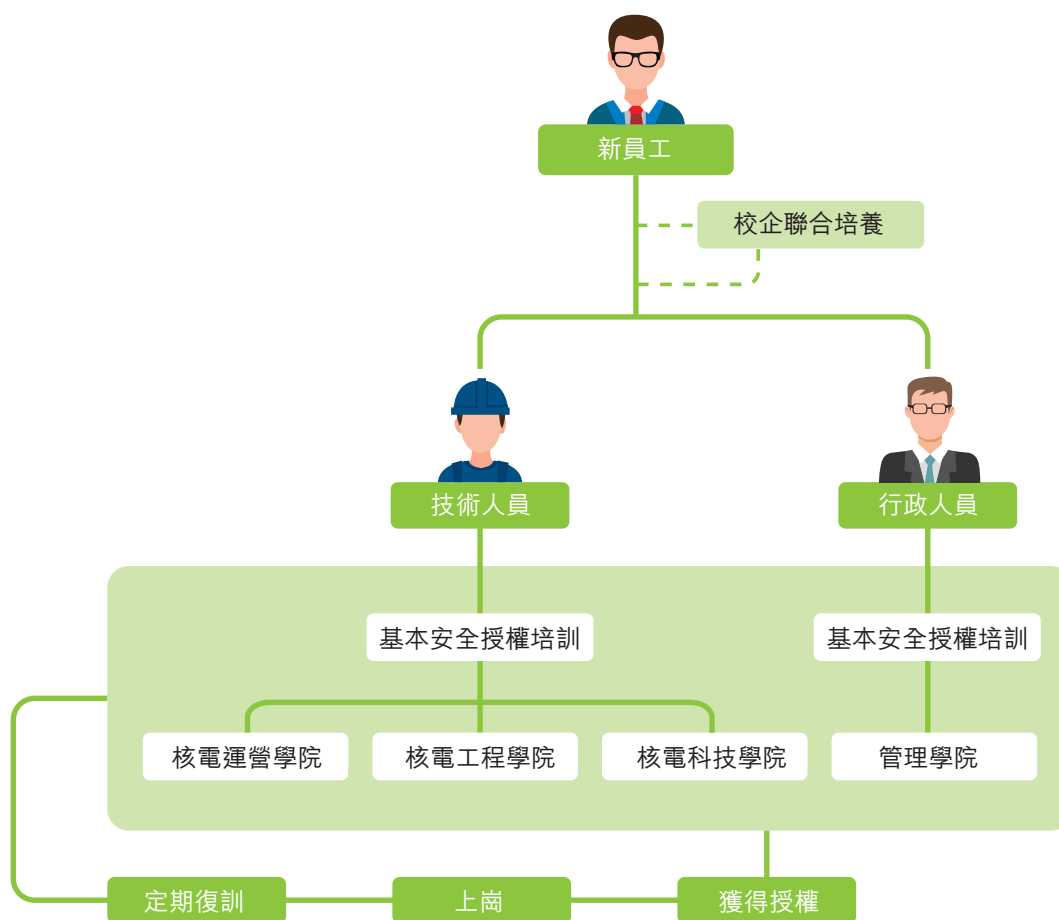 新員工
校企聯合培養
技術人員
行政人員
基本安全授權培訓
基本安全授權培訓
核電運營學院
核電工程學院
核電科技學院
管理學院
定期復訓
上崗
獲得授權